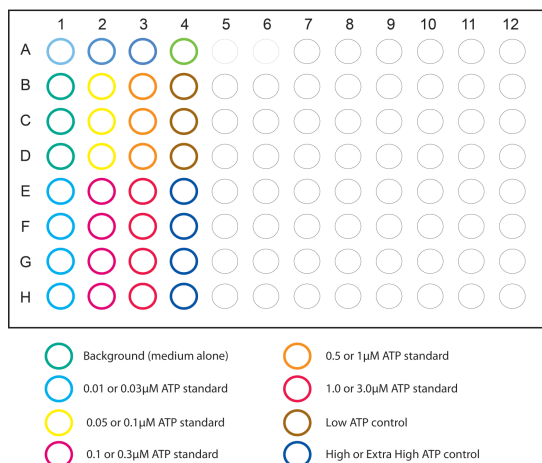 1 2 3 4 5 6 7 8 9 10 11 12
A
B
C
D
E
F
G
H
Background (medium alone)
0.5 or 1μM ATP standard
0.01 or 0.03μM ATP standard
1.0 or 3.0μM ATP standard
0.05 or 0.1μM ATP standard
Low ATP control
0.1 or 0.3μM ATP standard
High or Extra High ATP control